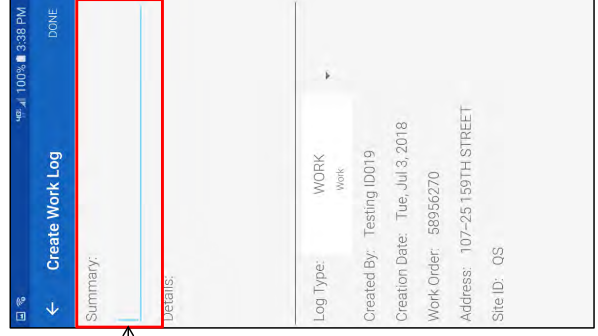 4G 100% 3:38 PM
Create Work Log DONE
Summary:
Details:
Log Type: WORK
Work
Created By: Testing ID019
Creation Date: Tue, Jul 3, 2018
Work Order: 58956270
Address: 107–25 159TH STREET
Site ID: QS